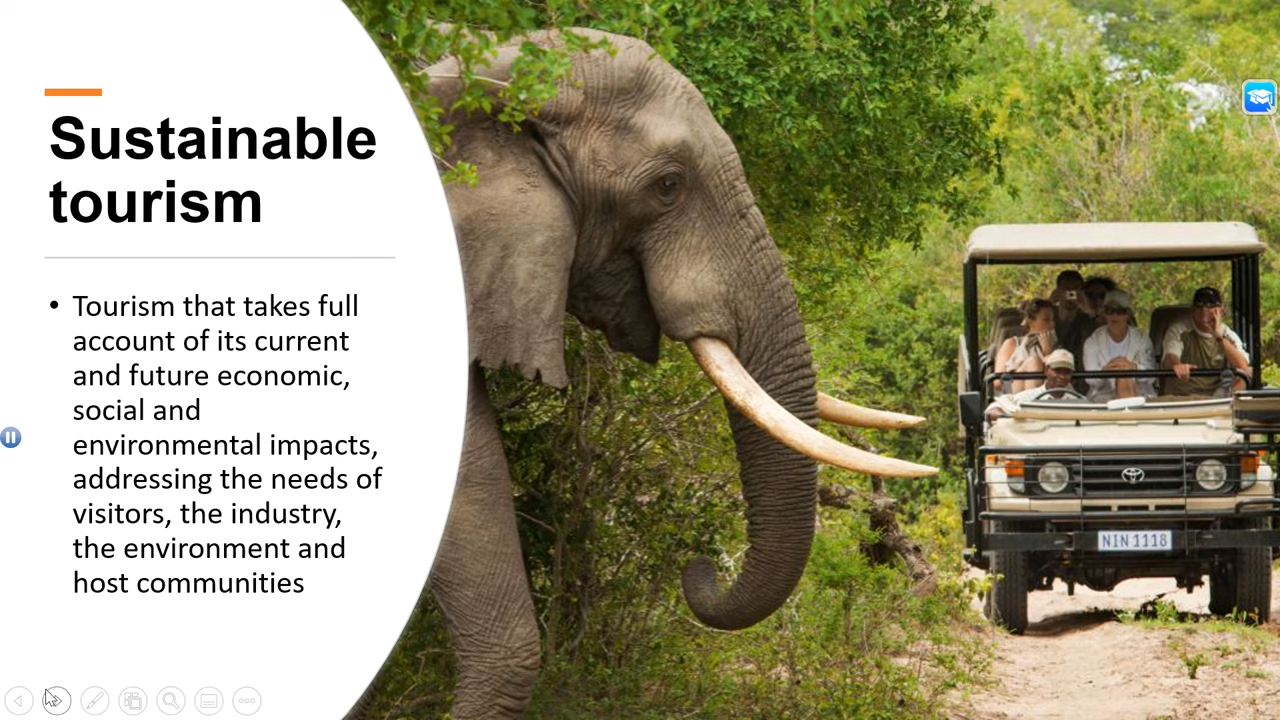 Sustainable
tourism
• Tourism that takes full
account of its current
and future economic,
social and
environmental impacts,
addressing the needs of
visitors, the industry,
the environment and
host communities
NIN 1118